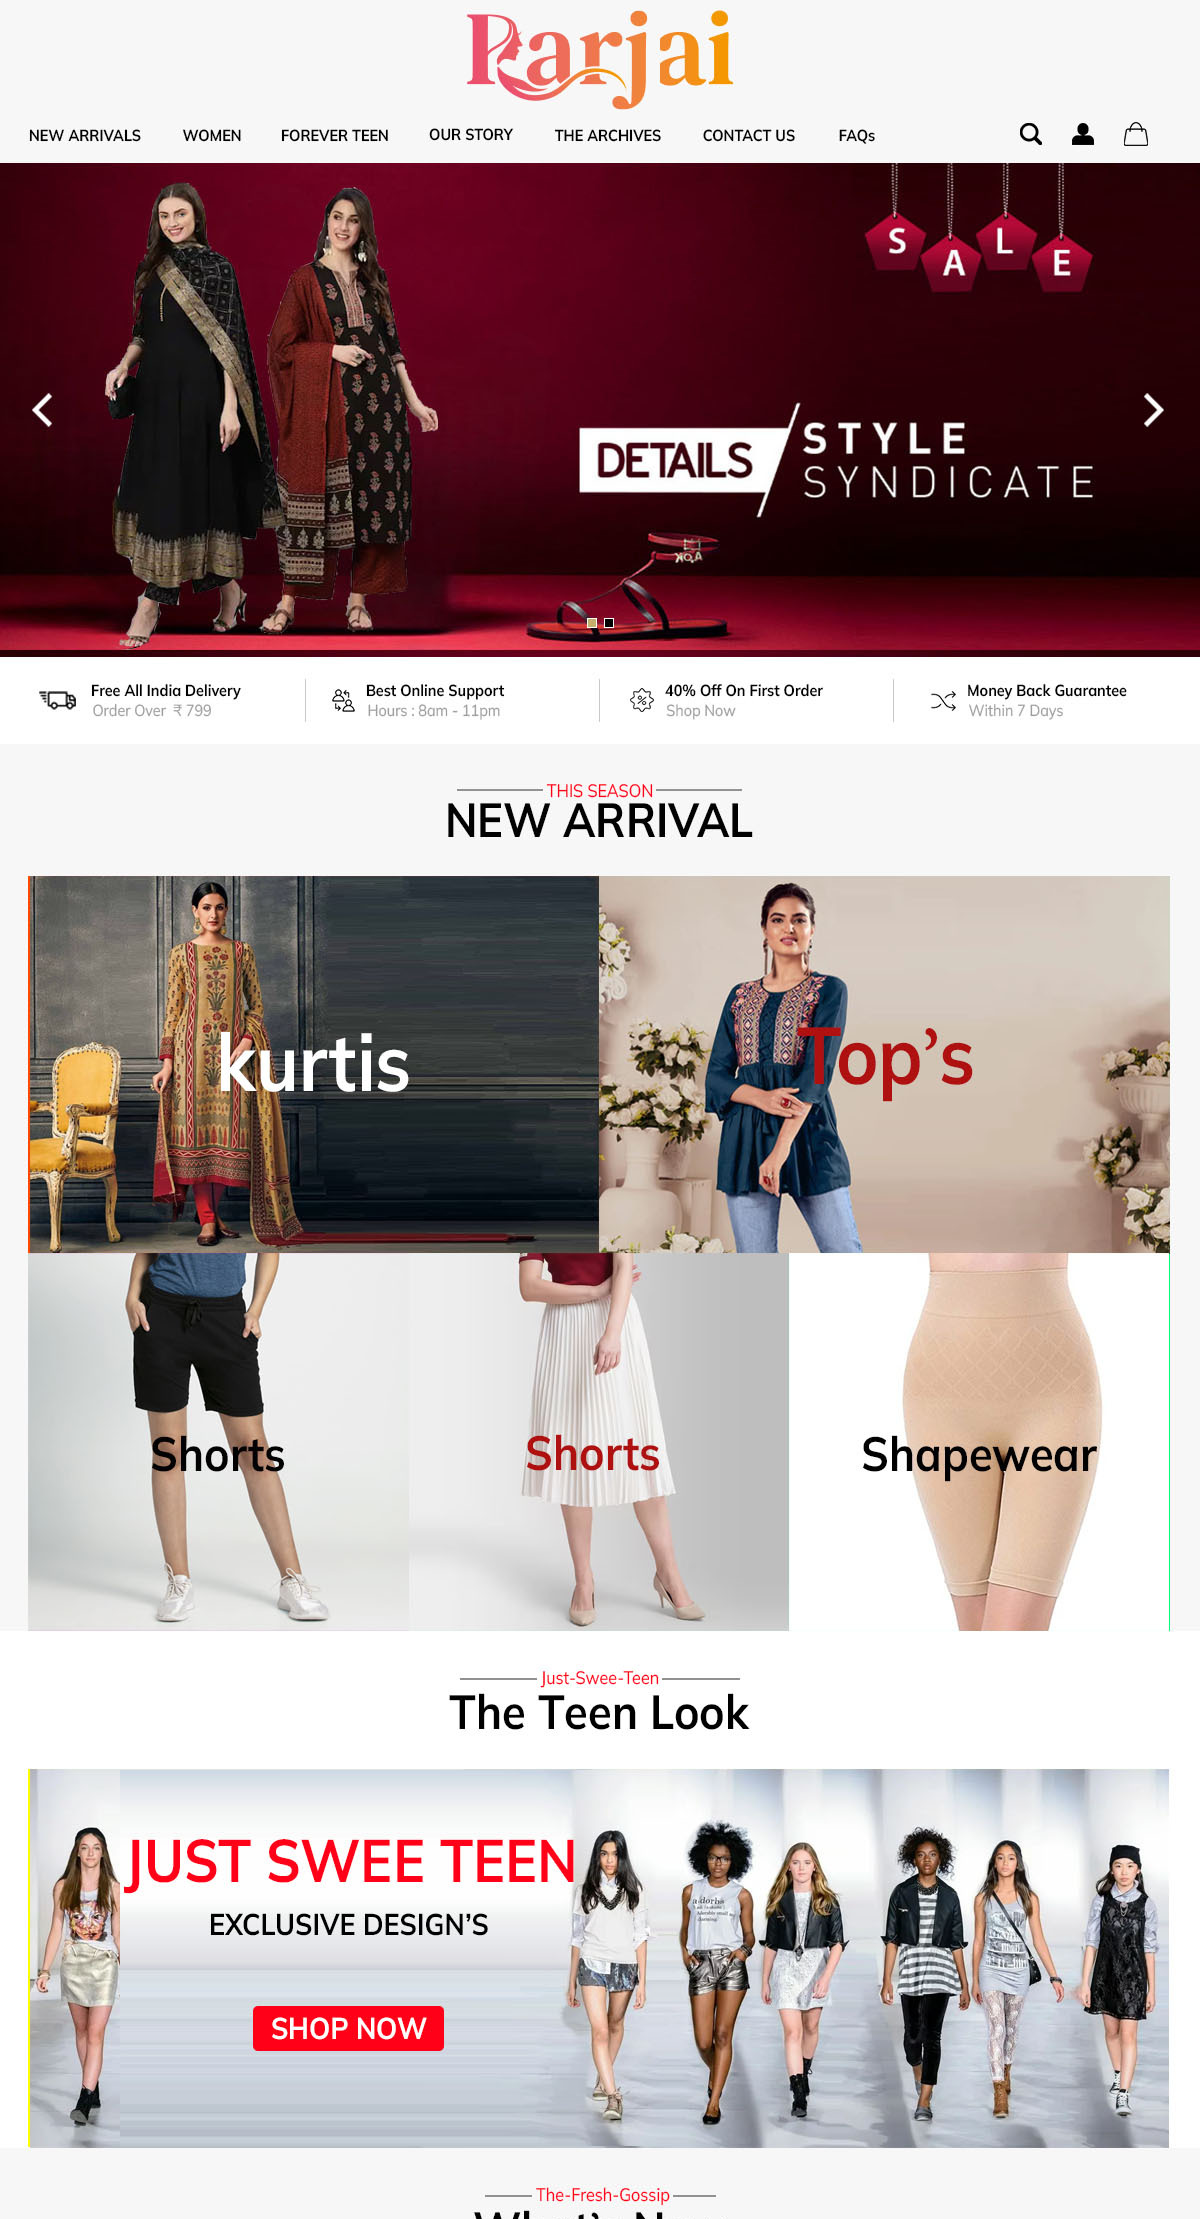 Rarjai
NEW ARRIVALS WOMEN FOREVER TEEN OUR STORY THE ARCHIVES CONTACT US FAQs
SALE
DETAILS STYLE
SYNDICATE
Free All India Delivery
Order Over ₹ 799
Best Online Support
Hours : 8am - 11pm
40% Off On First Order
Shop Now
Money Back Guarantee
Within 7 Days
THIS SEASON
NEW ARRIVAL
kurtis
Top’s
Shorts
Shorts
Shapewear
Just-Swee-Teen
The Teen Look
JUST SWEE TEEN
EXCLUSIVE DESIGN’S
SHOP NOW
The-Fresh-Gossip